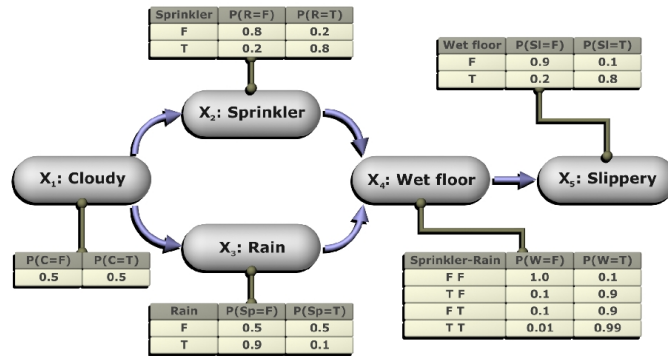 Sprinkler P(R=F) P(R=T)
F 0.8 0.2
T 0.2 0.8
Wet floor P(Sl=F) P(Sl=T)
F 0.9 0.1
T 0.2 0.8
X₂: Sprinkler
X₁: Cloudy
X₄: Wet floor
X₅: Slippery
X₃: Rain
P(C=F) P(C=T)
0.5 0.5
Sprinkler-Rain P(W=F) P(W=T)
F F 1.0 0.1
T F 0.1 0.9
F T 0.1 0.9
T T 0.01 0.99
Rain P(Sp=F) P(Sp=T)
F 0.5 0.5
T 0.9 0.1